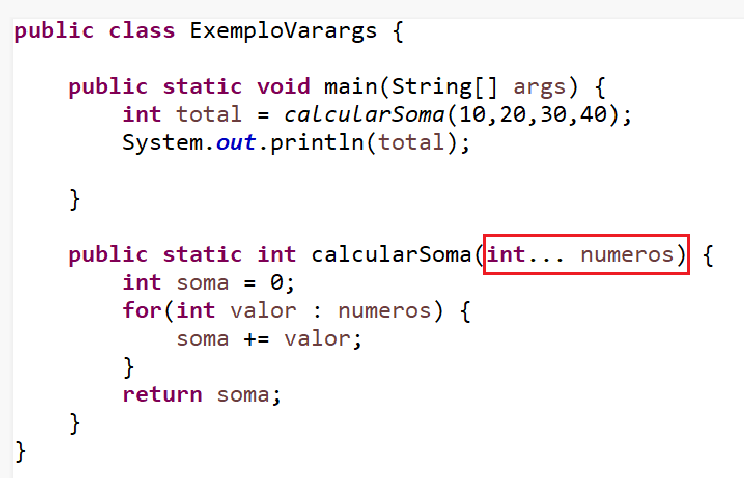 public class ExemploVarargs {
public static void main(String[] args) {
int total = calcularSoma(10,20,30,40);
System.out.println(total);
}
public static int calcularSoma(int... numeros) {
int soma = 0;
for(int valor : numeros) {
soma += valor;
}
return soma;
}
}